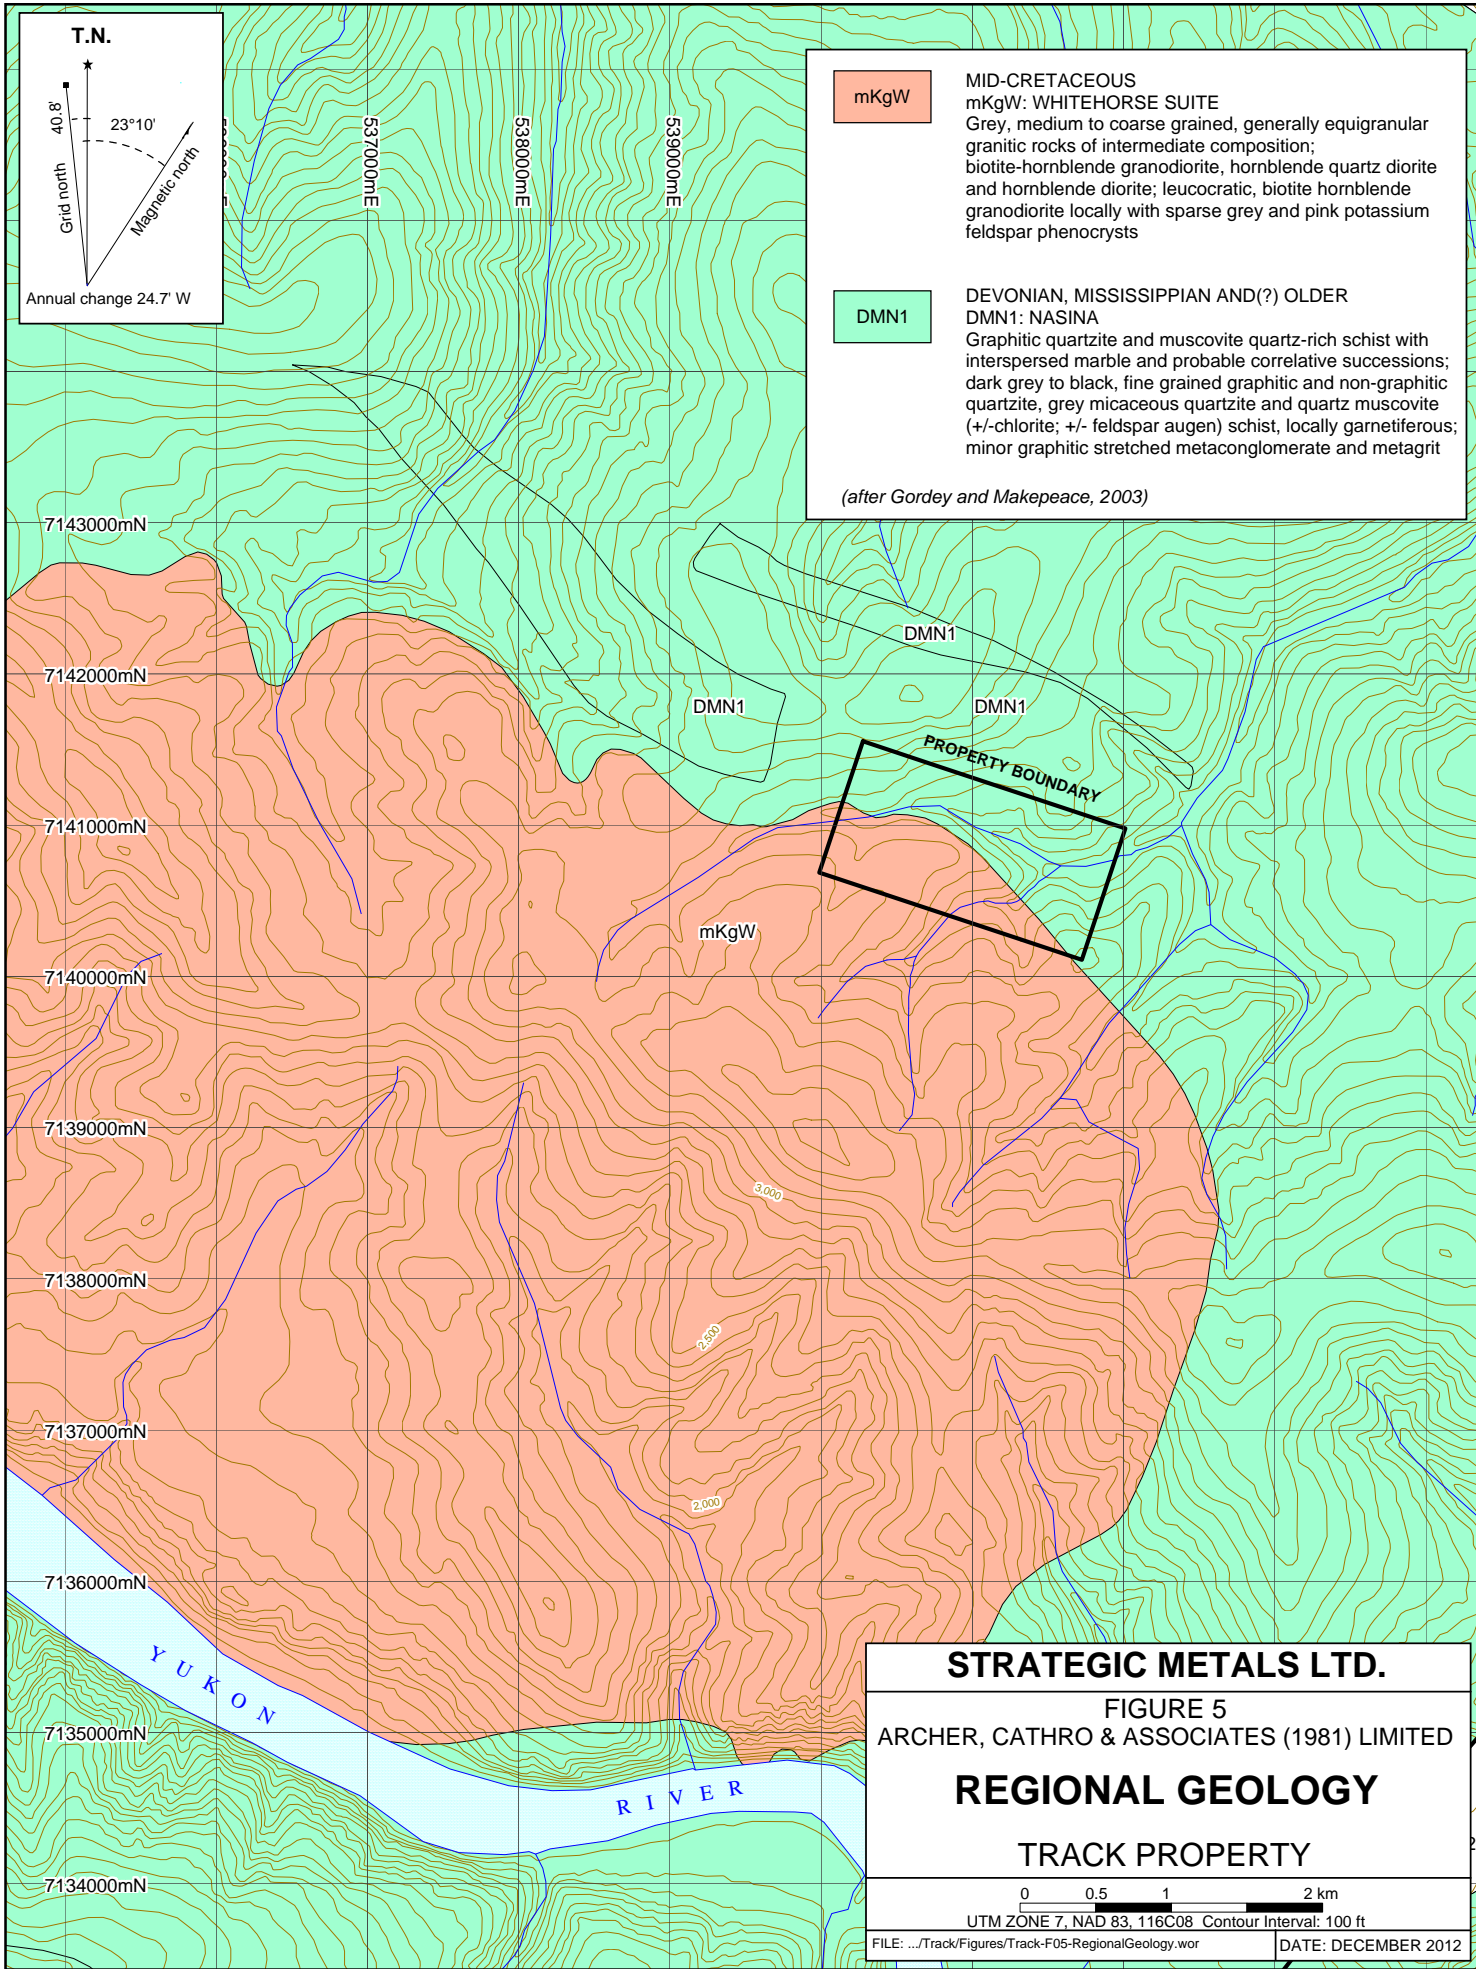 T.N.
40.8'
23°10'
Grid north
Magnetic north
Annual change 24.7' W
537000mE
538000mE
539000mE
mKgW
MID-CRETACEOUS
mKgW: WHITEHORSE SUITE
Grey, medium to coarse grained, generally equigranular
granitic rocks of intermediate composition;
biotite-hornblende granodiorite, hornblende quartz diorite
and hornblende diorite; leucocratic, biotite hornblende
granodiorite locally with sparse grey and pink potassium
feldspar phenocrysts
DMN1
DEVONIAN, MISSISSIPPIAN AND(?) OLDER
DMN1: NASINA
Graphitic quartzite and muscovite quartz-rich schist with
interspersed marble and probable correlative successions;
dark grey to black, fine grained graphitic and non-graphitic
quartzite, grey micaceous quartzite and quartz muscovite
(+/-chlorite; +/- feldspar augen) schist, locally garnetiferous;
minor graphitic stretched metaconglomerate and metagrit
(after Gordey and Makepeace, 2003)
7143000mN
DMN1
7142000mN
DMN1
DMN1
PROPERTY BOUNDARY
7141000mN
mKgW
7140000mN
7139000mN
3,000
7138000mN
2,500
7137000mN
2,000
7136000mN
YUKON
RIVER
7135000mN
7134000mN
STRATEGIC METALS LTD.
FIGURE 5
ARCHER, CATHRO & ASSOCIATES (1981) LIMITED
REGIONAL GEOLOGY
TRACK PROPERTY
0 0.5 1 2 km
UTM ZONE 7, NAD 83, 116C08 Contour Interval: 100 ft
FILE: .../Track/Figures/Track-F05-RegionalGeology.wor
DATE: DECEMBER 2012